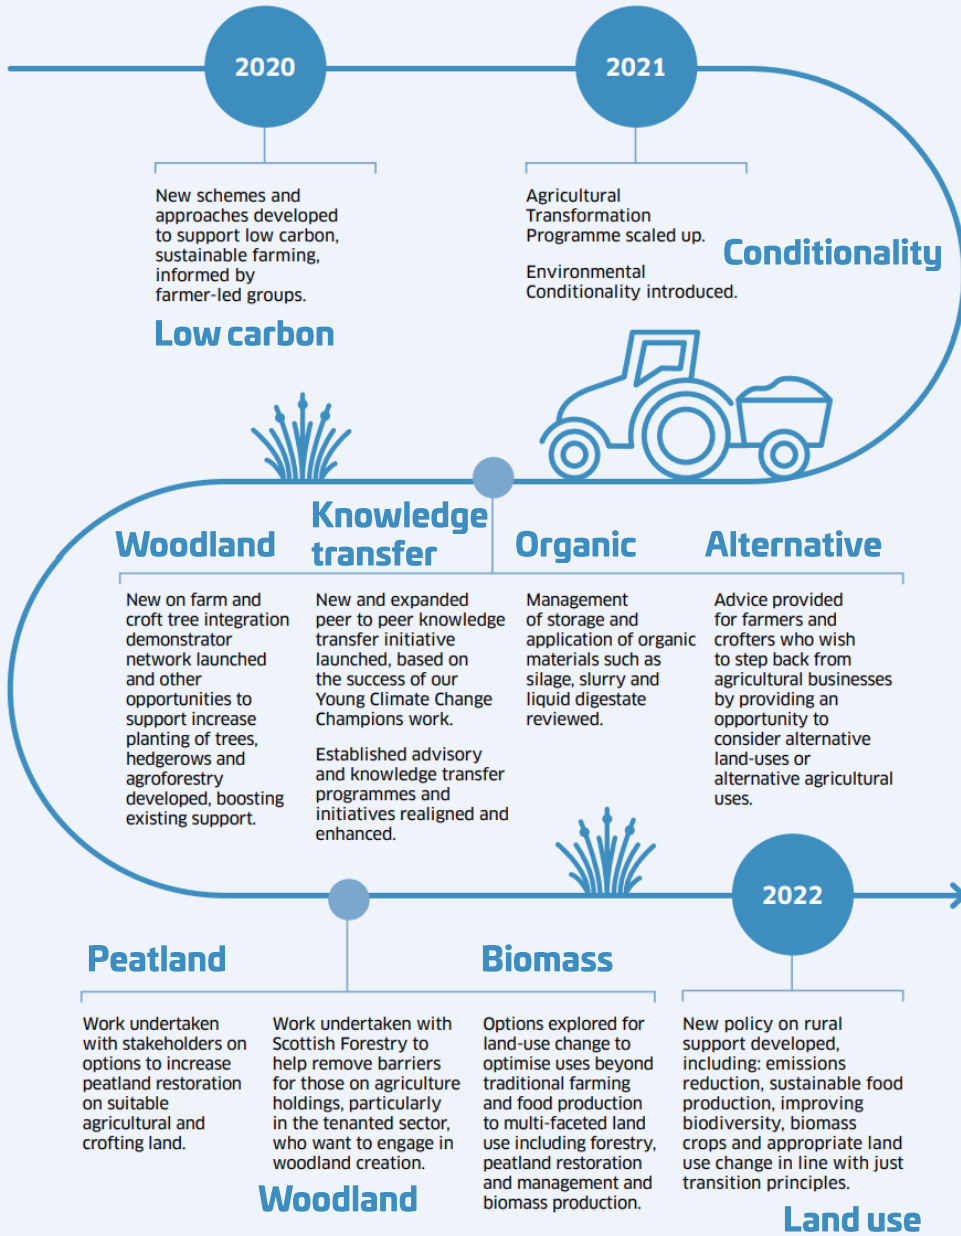 2020
2021
New schemes and
approaches developed
to support low carbon,
sustainable farming,
informed by
farmer-led groups.
Low carbon
Agricultural
Transformation
Programme scaled up.
Environmental
Conditionality introduced.
Conditionality
Woodland
New on farm and
croft tree integration
demonstrator
network launched
and other
opportunities to
support increase
planting of trees,
hedgerows and
agroforestry
developed, boosting
existing support.
Knowledge
transfer
New and expanded
peer to peer knowledge
transfer initiative
launched, based on
the success of our
Young Climate Change
Champions work.
Established advisory
and knowledge transfer
programmes and
initiatives realigned and
enhanced.
Organic
Management
of storage and
application of organic
materials such as
silage, slurry and
liquid digestate
reviewed.
Alternative
Advice provided
for farmers and
crofters who wish
to step back from
agricultural businesses
by providing an
opportunity to
consider alternative
land-uses or
alternative agricultural
uses.
2022
Peatland
Work undertaken
with stakeholders on
options to increase
peatland restoration
on suitable
agricultural and
crofting land.
Work undertaken with
Scottish Forestry to
help remove barriers
for those on agriculture
holdings, particularly
in the tenanted sector,
who want to engage in
woodland creation.
Woodland
Biomass
Options explored for
land-use change to
optimise uses beyond
traditional farming
and food production
to multi-faceted land
use including forestry,
peatland restoration
and management and
biomass production.
New policy on rural
support developed,
including: emissions
reduction, sustainable food
production, improving
biodiversity, biomass
crops and appropriate land
use change in line with just
transition principles.
Land use